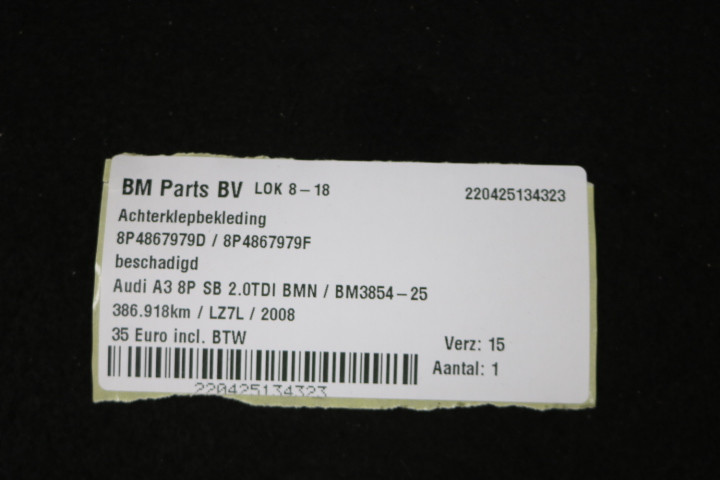 BM Parts BV LOK 8-18 220425134323
Achterklepbekleding
8P4867979D / 8P4867979F
beschadigd
Audi A3 8P SB 2.0TDI BMN / BM3854-25
386.918km / LZ7L / 2008
35 Euro incl. BTW
Verz: 15
Aantal: 1
220425134323